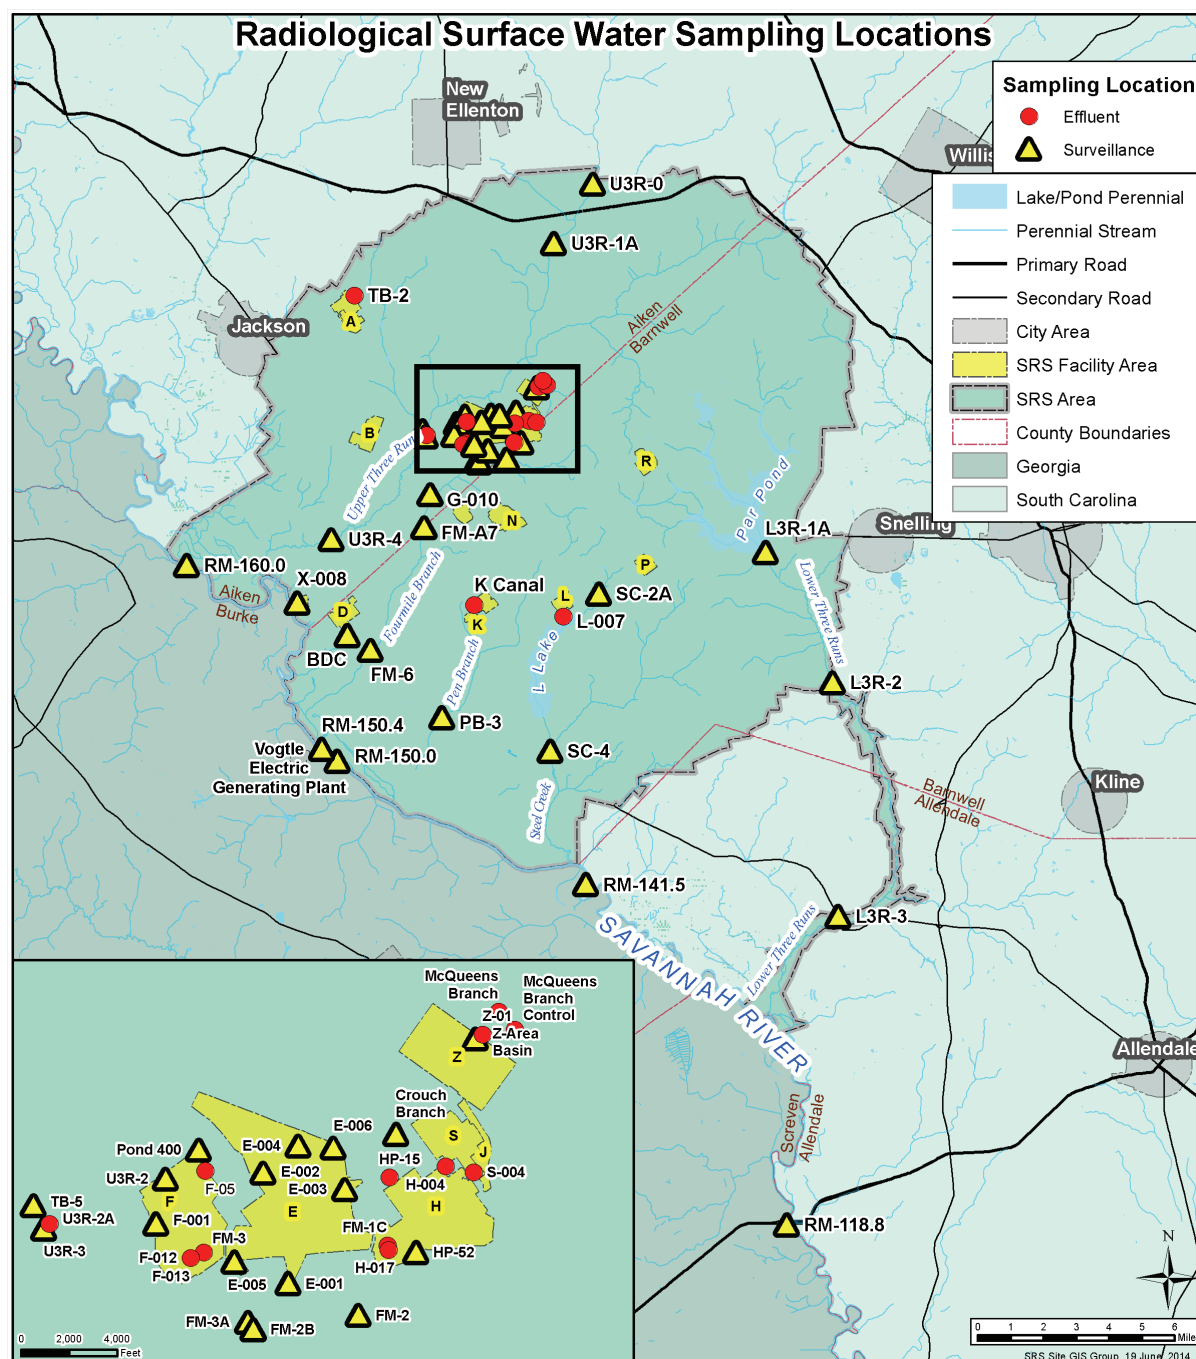 Radiological Surface Water Sampling Locations
Sampling Location
Effluent
Surveillance
Lake/Pond Perennial
Perennial Stream
Primary Road
Secondary Road
City Area
SRS Facility Area
SRS Area
County Boundaries
Georgia
South Carolina
New
Ellenton
Willis
U3R-0
U3R-1A
TB-2
A
Jackson
Aiken
Barnwell
B
Upper Three Run
R
Par Pond
G-010
N
FM-A7
U3R-4
L3R-1A
Snelling
RM-160.0
X-008
Aiken
Burke
D
Fourmile Branch
K Canal
K
L
P
SC-2A
L-007
Lower Three Runs
BDC
FM-6
Pen Branch
L Lake
L3R-2
PB-3
RM-150.4
RM-150.0
Vogtle
Electric
Generating Plant
SC-4
Steel Creek
Barnwell
Allendale
Kline
RM-141.5
L3R-3
Lower Three Runs
SAVANNAH RIVER
Allendale
Screven
Allendale
RM-118.8
McQueens
Branch
McQueens
Branch
Control
Z-01
Z-Area
Basin
Z
Crouch
Branch
S
J
E-006
E-004
Pond 400
HP-15
E-002
U3R-2
F-05
E-003
H-004
S-004
F
E
H
TB-5
U3R-2A
F-001
U3R-3
FM-3
FM-1C
F-012
F-013
H-017
HP-52
E-005
E-001
FM-3A
FM-2B
FM-2
0 2,000 4,000
Feet
N
0 1 2 3 4 5 6
Mile
SRS Site GIS Group, 19 June, 2014